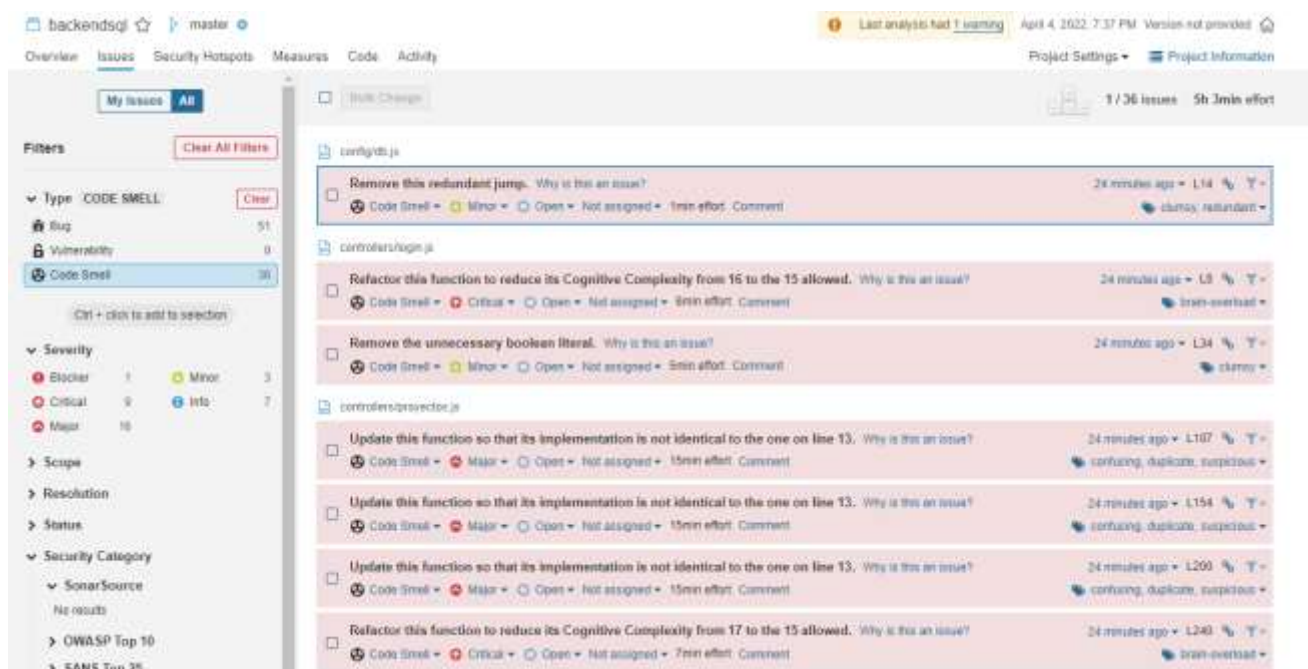 backendsql master Last analysis had 1 warning April 4, 2022, 7:37 PM Version not provided
Overview Issues Security Hotspots Measures Code Activity Project Settings Project Information
My Issues All Bulk Change 1 / 36 issues 5h 3min effort
Filters Clear All Filters
config/db.js
Type CODE SMELL Clear
Bug 51
Vulnerability 0
Code Smell 36
Ctrl + click to add to selection
Severity
Blocker 1 Minor 3
Critical 9 Info 7
Major 16
Scope
Resolution
Status
Security Category
SonarSource
No results
OWASP Top 10
SANS Top 25
Remove this redundant jump. Why is this an issue? 24 minutes ago L14
Code Smell Minor Open Not assigned 1min effort Comment clumsy, redundant
controllers/login.js
Refactor this function to reduce its Cognitive Complexity from 16 to the 15 allowed. Why is this an issue? 24 minutes ago
Code Smell Critical Open Not assigned 6min effort Comment brain-overload
Remove the unnecessary boolean literal. Why is this an issue? 24 minutes ago L34
Code Smell Minor Open Not assigned 5min effort Comment clumsy
Update this function so that its implementation is not identical to the one on line 13. Why is this an issue? 24 minutes ago L107
Code Smell Major Open Not assigned 15min effort Comment confusing, duplicate, suspicious
Update this function so that its implementation is not identical to the one on line 13. Why is this an issue? 24 minutes ago L154
Code Smell Major Open Not assigned 15min effort Comment confusing, duplicate, suspicious
Update this function so that its implementation is not identical to the one on line 13. Why is this an issue? 24 minutes ago
Code Smell Major Open Not assigned 15min effort Comment confusing, duplicate, suspicious
Refactor this function to reduce its Cognitive Complexity from 17 to the 15 allowed. Why is this an issue? 24 minutes ago
Code Smell Critical Open Not assigned 7min effort Comment brain-overload